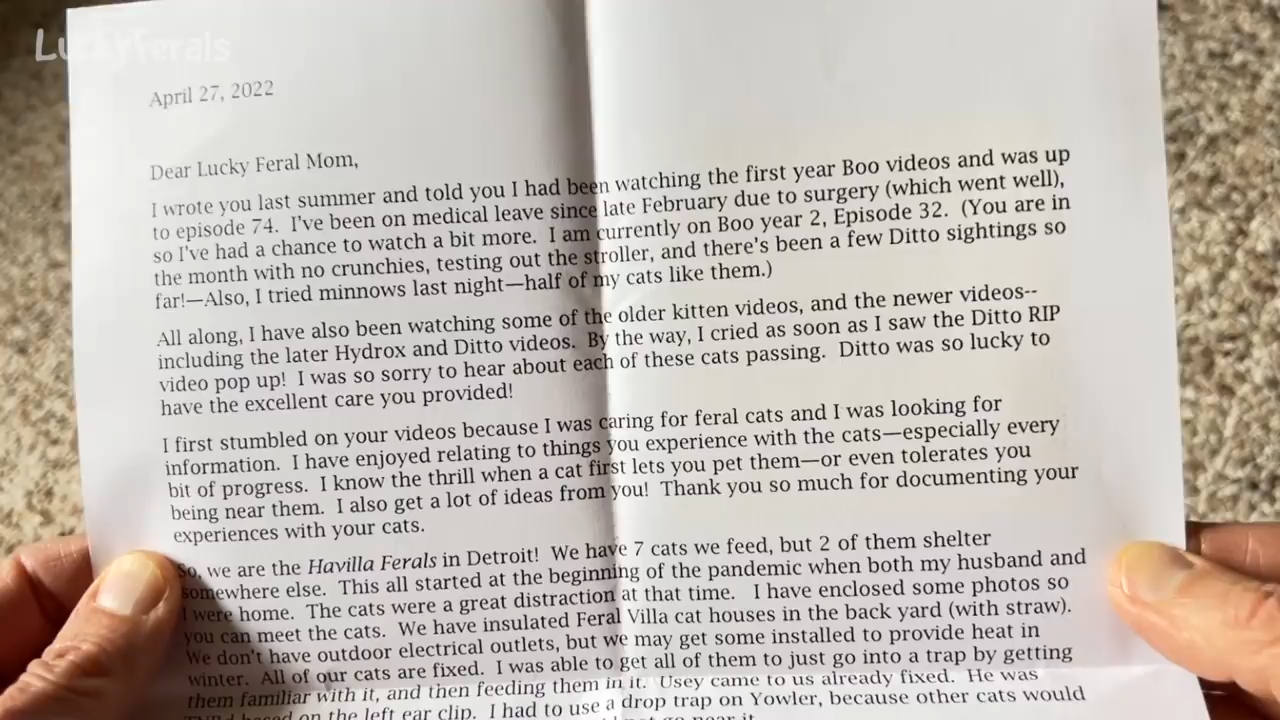 LuckyFerals
April 27, 2022
Dear Lucky Feral Mom,
I wrote you last summer and told you I had been watching the first year Boo videos and was up
to episode 74. I've been on medical leave since late February due to surgery (which went well),
so I've had a chance to watch a bit more. I am currently on Boo year 2, Episode 32. (You are in
the month with no crunchies, testing out the stroller, and there's been a few Ditto sightings so
far!—Also, I tried minnows last night—half of my cats like them.)
All along, I have also been watching some of the older kitten videos, and the newer videos--
including the later Hydrox and Ditto videos. By the way, I cried as soon as I saw the Ditto RIP
video pop up! I was so sorry to hear about each of these cats passing. Ditto was so lucky to
have the excellent care you provided!
I first stumbled on your videos because I was caring for feral cats and I was looking for
information. I have enjoyed relating to things you experience with the cats—especially every
bit of progress. I know the thrill when a cat first lets you pet them—or even tolerates you
being near them. I also get a lot of ideas from you! Thank you so much for documenting your
experiences with your cats.
So, we are the Havilla Ferals in Detroit! We have 7 cats we feed, but 2 of them shelter
somewhere else. This all started at the beginning of the pandemic when both my husband and
I were home. The cats were a great distraction at that time. I have enclosed some photos so
you can meet the cats. We have insulated Feral Villa cat houses in the back yard (with straw).
We don't have outdoor electrical outlets, but we may get some installed to provide heat in
winter. All of our cats are fixed. I was able to get all of them to just go into a trap by getting
them familiar with it, and then feeding them in it. Usey came to us already fixed. He was
TNRd based on the left ear clip. I had to use a drop trap on Yowler, because other cats would
not go near it